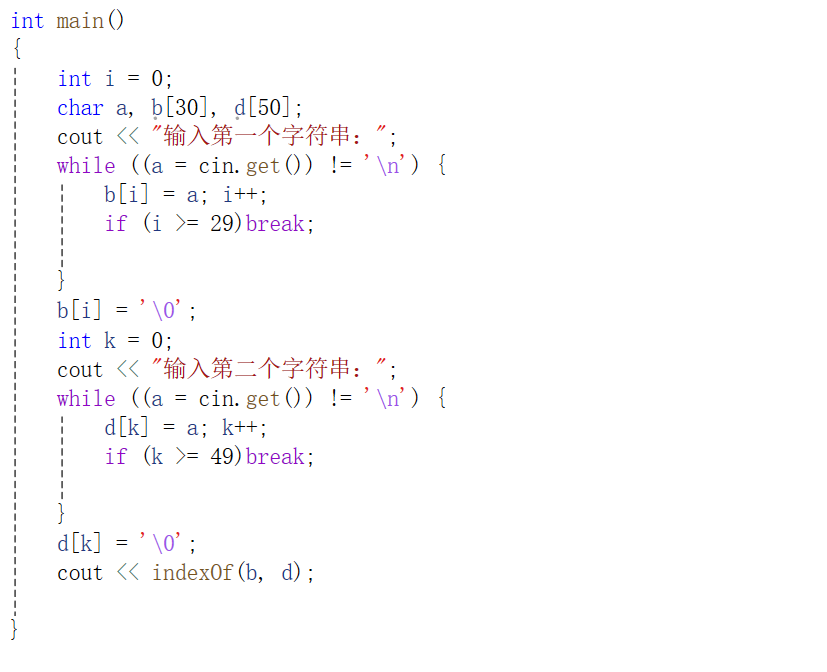 int main()
{
int i = 0;
char a, b[30], d[50];
cout << "输入第一个字符串：";
while ((a = cin.get()) != '\n') {
b[i] = a; i++;
if (i >= 29)break;
}
b[i] = '\0';
int k = 0;
cout << "输入第二个字符串：";
while ((a = cin.get()) != '\n') {
d[k] = a; k++;
if (k >= 49)break;
}
d[k] = '\0';
cout << indexOf(b, d);
}